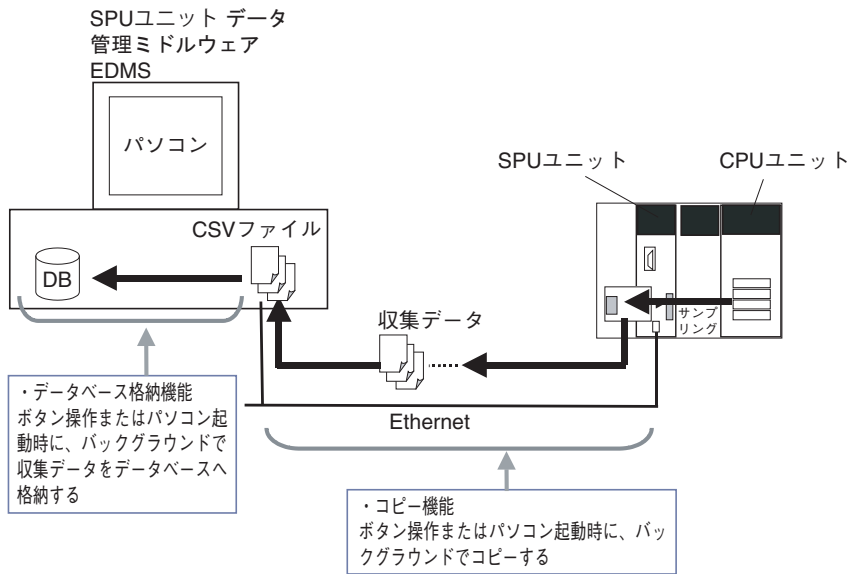 SPUユニット データ
管理ミドルウェア
EDMS
パソコン
SPUユニット
CPUユニット
CSVファイル
DB
収集データ
サンプ
リング
Ethernet
・データベース格納機能
ボタン操作またはパソコン起
動時に、バックグラウンドで
収集データをデータベースへ
格納する
・コピー機能
ボタン操作またはパソコン起動時に、バッ
クグラウンドでコピーする